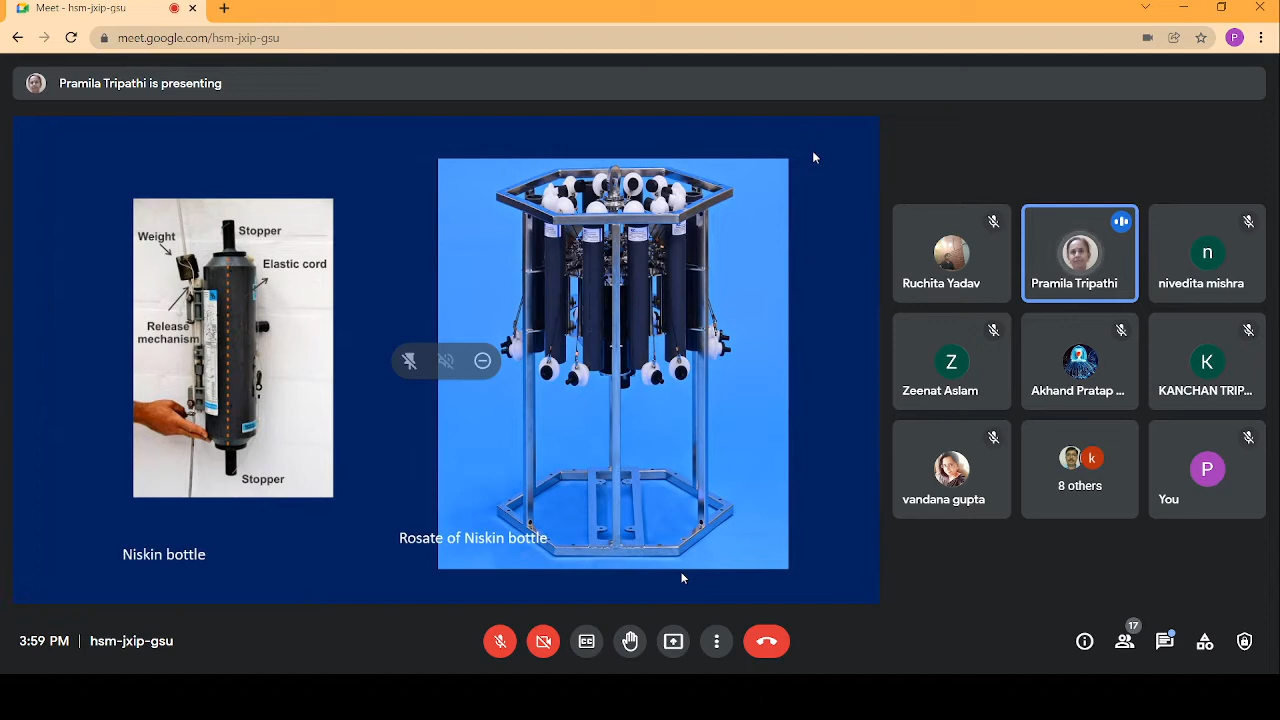 Meet - hsm-jxip-gsu
meet.google.com/hsm-jxip-gsu
P
Pramila Tripathi is presenting
Weight
Stopper
Elastic cord
Release
mechanism
Stopper
Niskin bottle
Rosate of Niskin bottle
Ruchita Yadav
Pramila Tripathi
n
nivedita mishra
Z
Zeenat Aslam
Akhand Pratap ...
K
KANCHAN TRIP...
vandana gupta
k
8 others
P
You
3:59 PM | hsm-jxip-gsu
CC
17